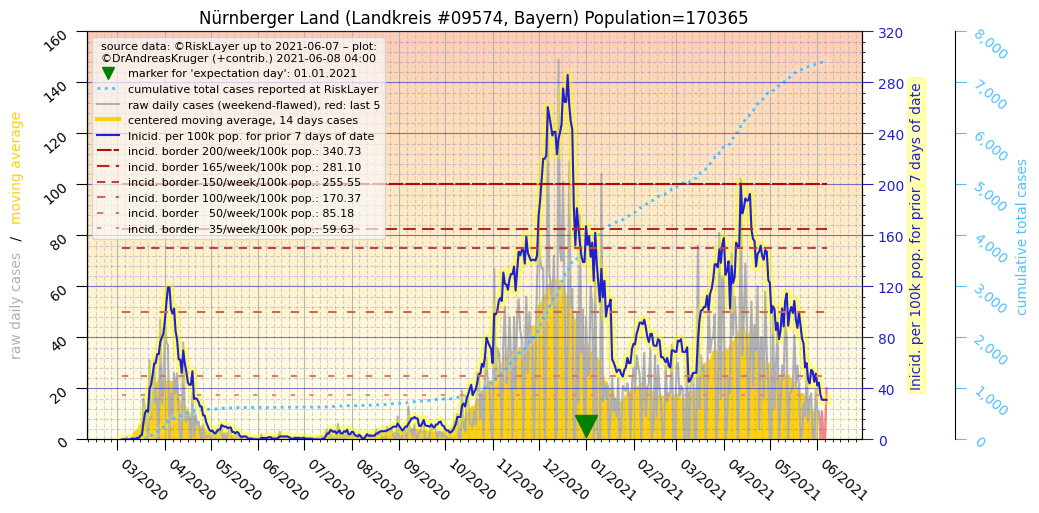 Nürnberger Land (Landkreis #09574, Bayern) Population=170365
source data: ©RiskLayer up to 2021-06-07 – plot:
©DrAndreasKruger (+contrib.) 2021-06-08 04:00
marker for 'expectation day': 01.01.2021
cumulative total cases reported at RiskLayer
raw daily cases (weekend-flawed), red: last 5
centered moving average, 14 days cases
Inicid. per 100k pop. for prior 7 days of date
incid. border 200/week/100k pop.: 340.73
incid. border 165/week/100k pop.: 281.10
incid. border 150/week/100k pop.: 255.55
incid. border 100/week/100k pop.: 170.37
incid. border 50/week/100k pop.: 85.18
incid. border 35/week/100k pop.: 59.63
raw daily cases / moving average
160
140
120
100
80
60
40
20
0
03/2020
04/2020
05/2020
06/2020
07/2020
08/2020
09/2020
10/2020
11/2020
12/2020
01/2021
02/2021
03/2021
04/2021
05/2021
06/2021
320
280
240
200
160
120
80
40
0
Inicid. per 100k pop. for prior 7 days of date
8,000
7,000
6,000
5,000
4,000
3,000
2,000
1,000
0
cumulative total cases